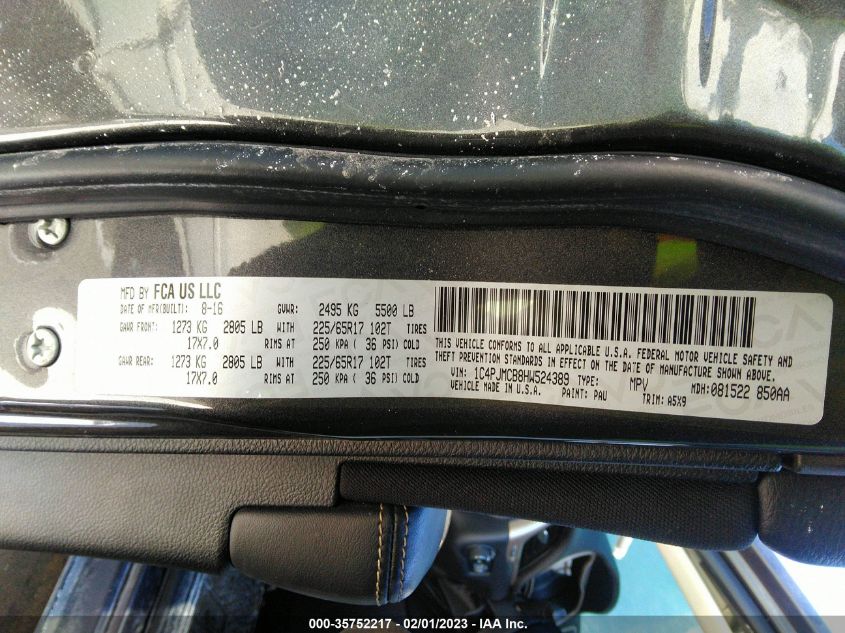 MFD BY FCA US LLC
DATE OF MFR(BUILT): 8-16 GVWR: 2495 KG 5500 LB
GAWR FRONT: 1273 KG 2805 LB WITH 225/65R17 102T TIRES
17X7.0 RIMS AT 250 KPA ( 36 PSI) COLD
GAWR REAR: 1273 KG 2805 LB WITH 225/65R17 102T TIRES
17X7.0 RIMS AT 250 KPA ( 36 PSI) COLD
THIS VEHICLE CONFORMS TO ALL APPLICABLE U.S.A. FEDERAL MOTOR VEHICLE SAFETY AND
THEFT PREVENTION STANDARDS IN EFFECT ON THE DATE OF MANUFACTURE SHOWN ABOVE.
VIN: 1C4PJMCB8HW524389 TYPE: MPV MDH: 081522 850AA
VEHICLE MADE IN U.S.A. PAINT: PAU TRIM: A5X9
000-35752217 - 02/01/2023 - IAA Inc.